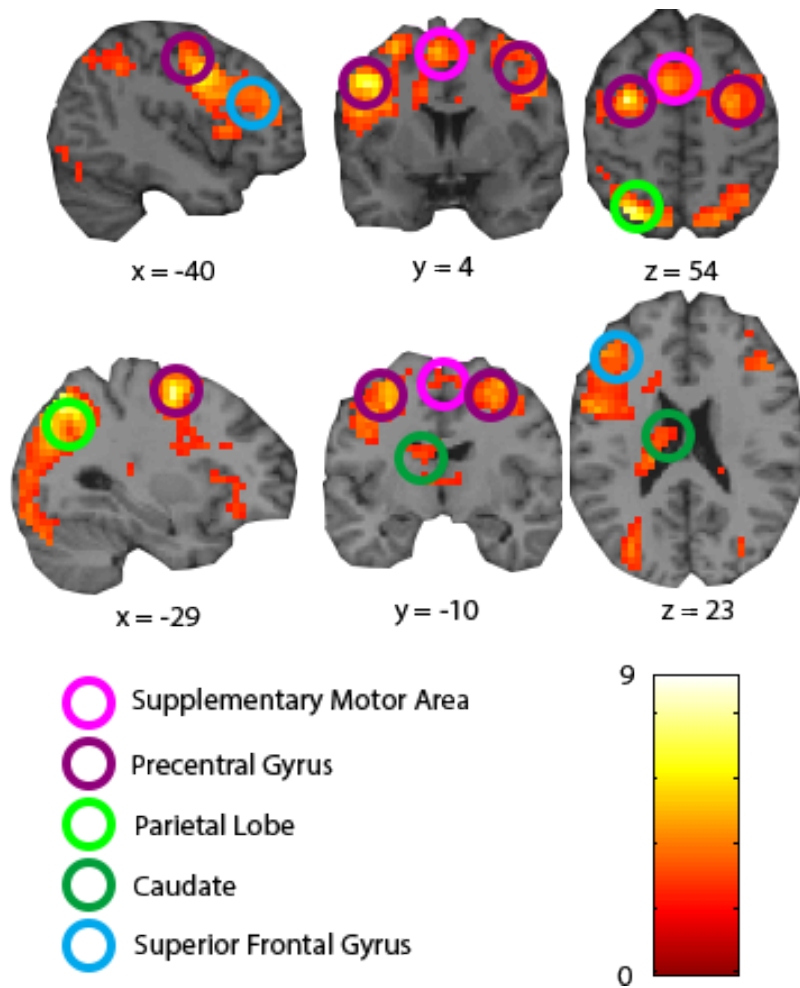 x = -40
y = 4
z = 54
x = -29
y = -10
z = 23
Supplementary Motor Area
Precentral Gyrus
Parietal Lobe
Caudate
Superior Frontal Gyrus
9
0